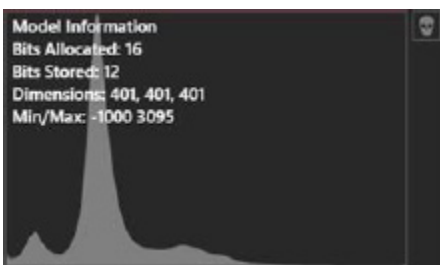 Model Information
Bits Allocated: 16
Bits Stored: 12
Dimensions: 401, 401, 401
Min/Max: -1000 3095